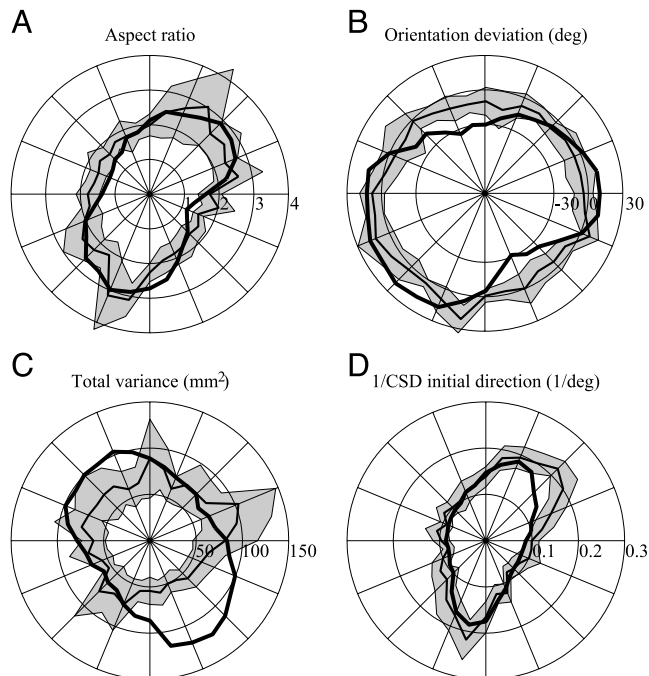 A
Aspect ratio
1 2 3 4
B
Orientation deviation (deg)
-30 0 30
C
Total variance (mm²)
50 100 150
D
1/CSD initial direction (1/deg)
0.1 0.2 0.3